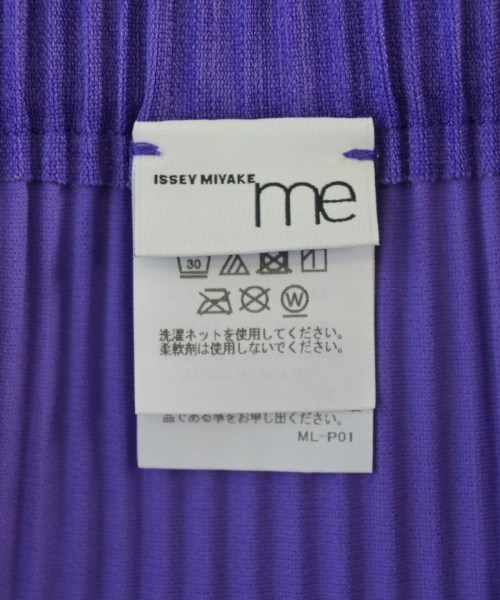 ISSEY MIYAKE me
30
W
洗濯ネットを使用してください。
柔軟剤は使用しないでください。
品である事をお申し出ください。
ML-P01